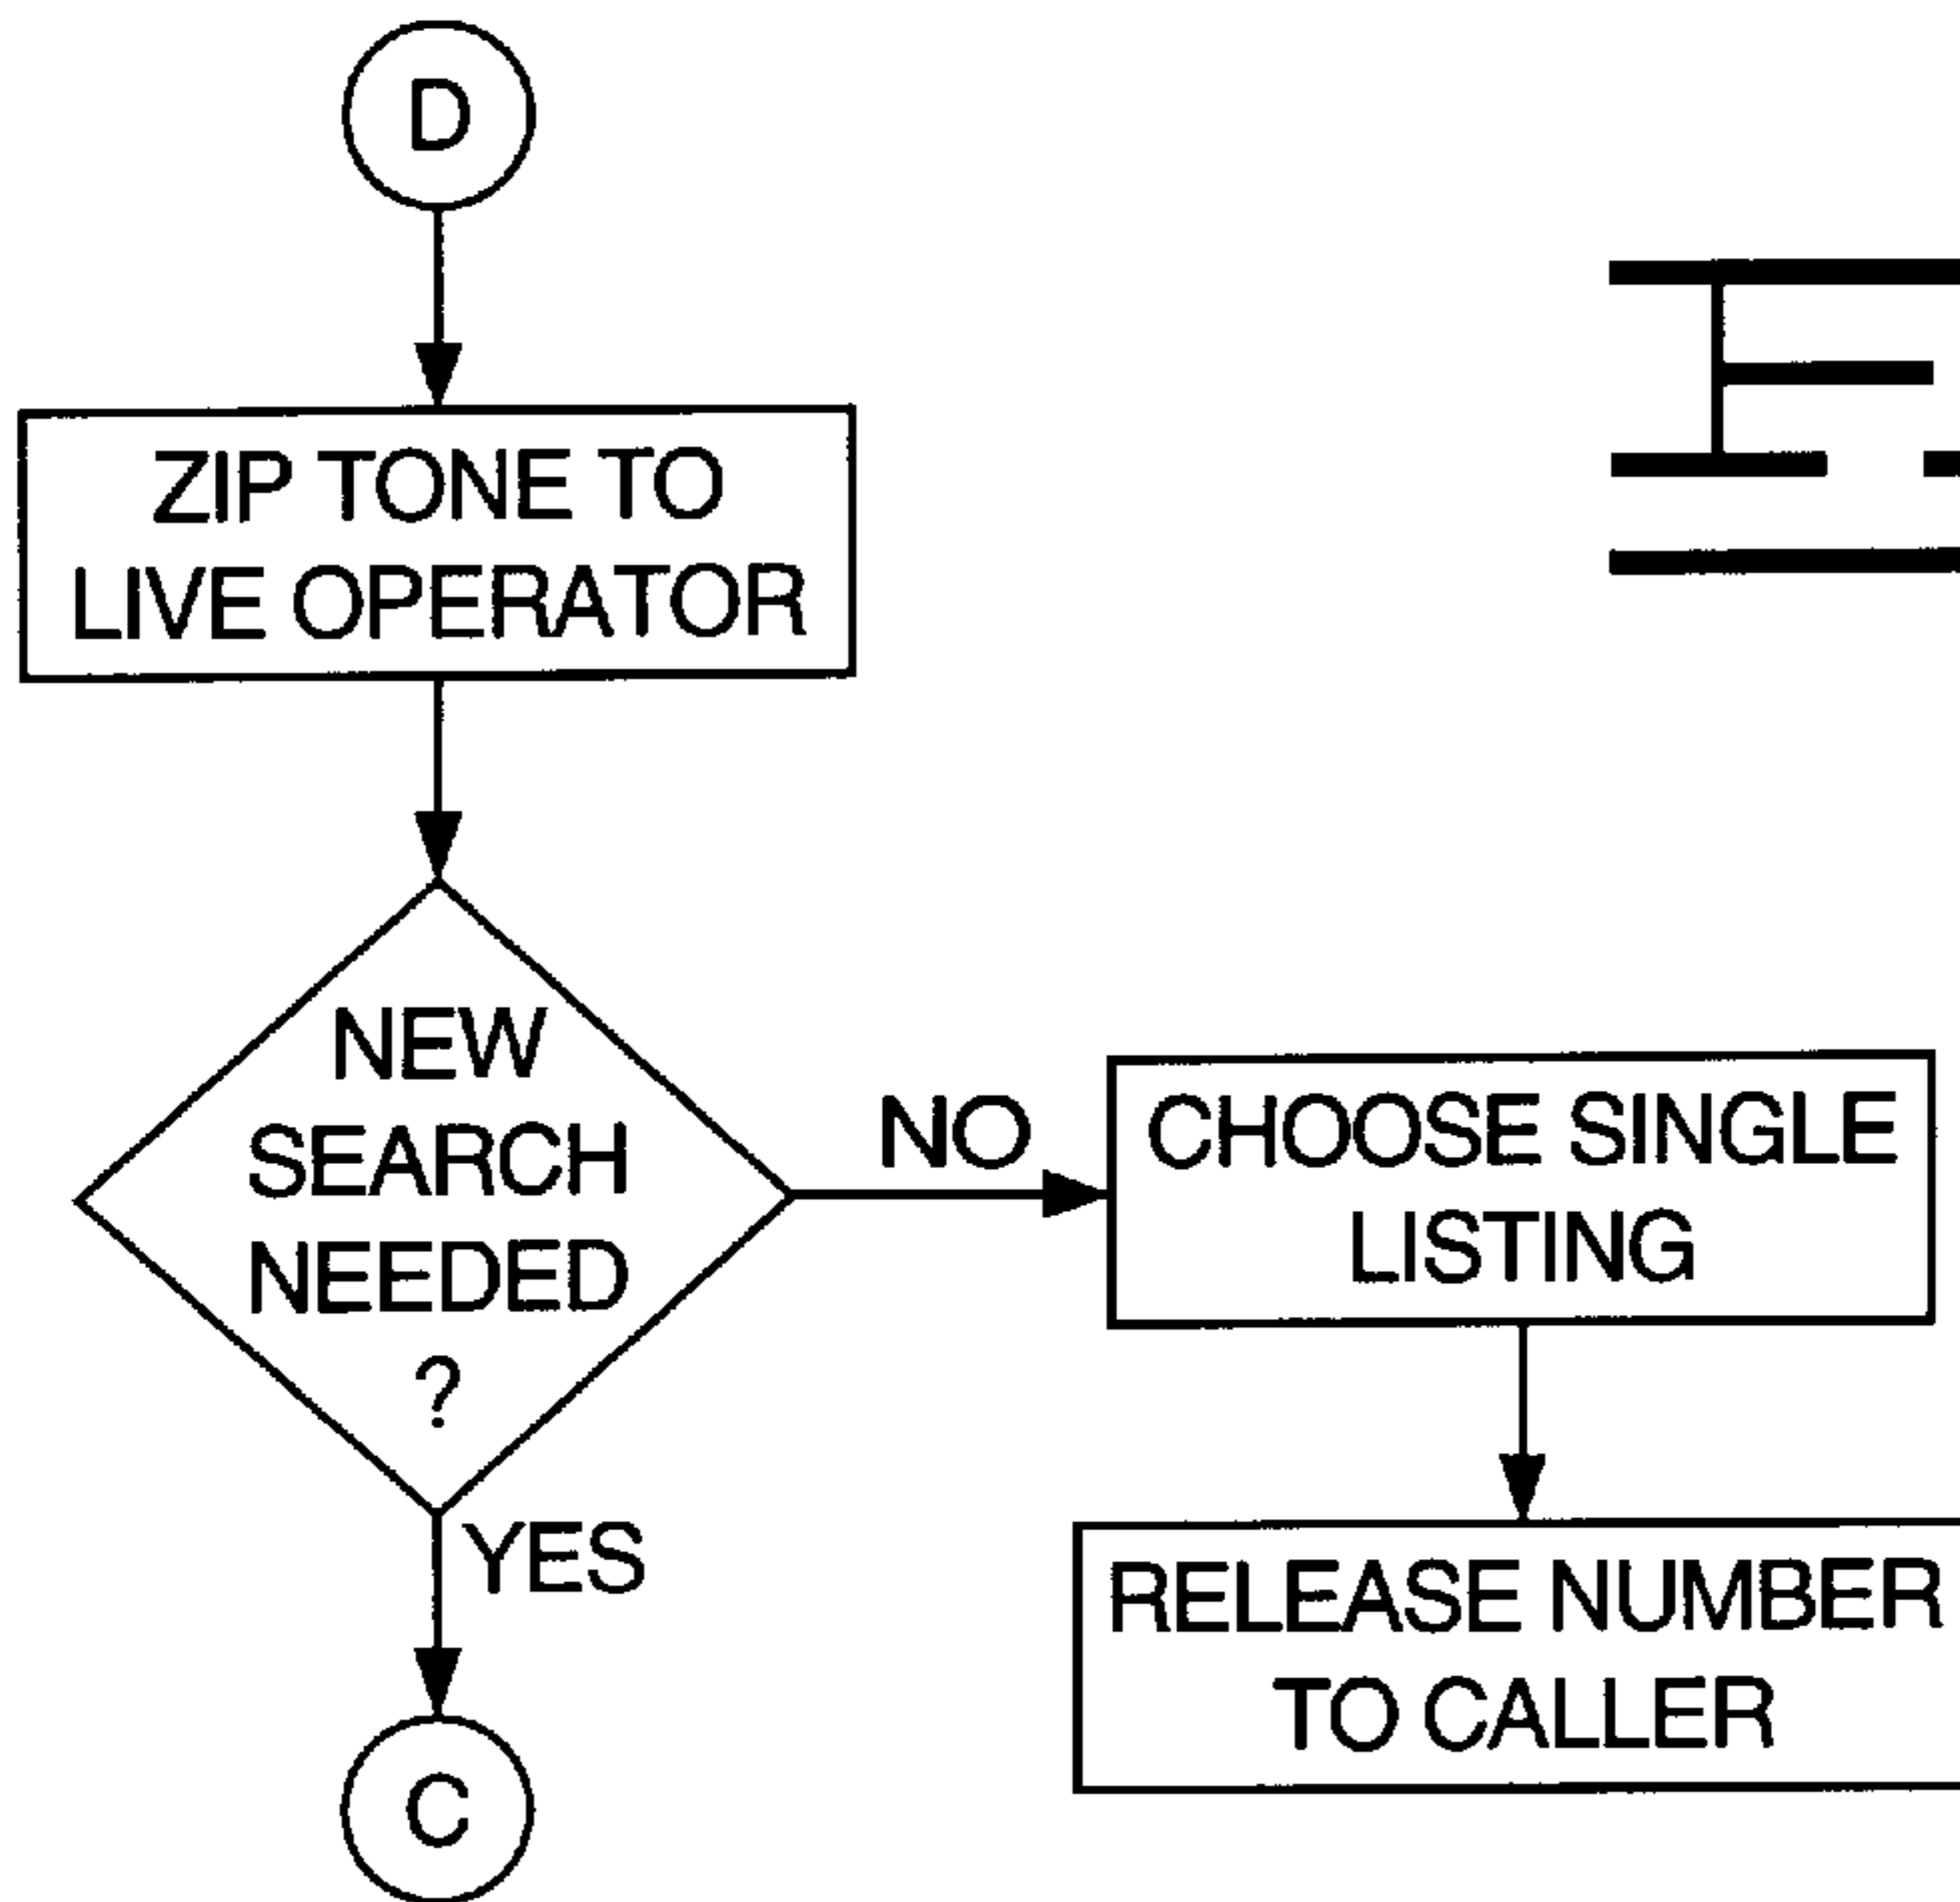 D
ZIP TONE TO
LIVE OPERATOR
NEW
SEARCH
NEEDED
?
NO
CHOOSE SINGLE
LISTING
YES
RELEASE NUMBER
TO CALLER
C